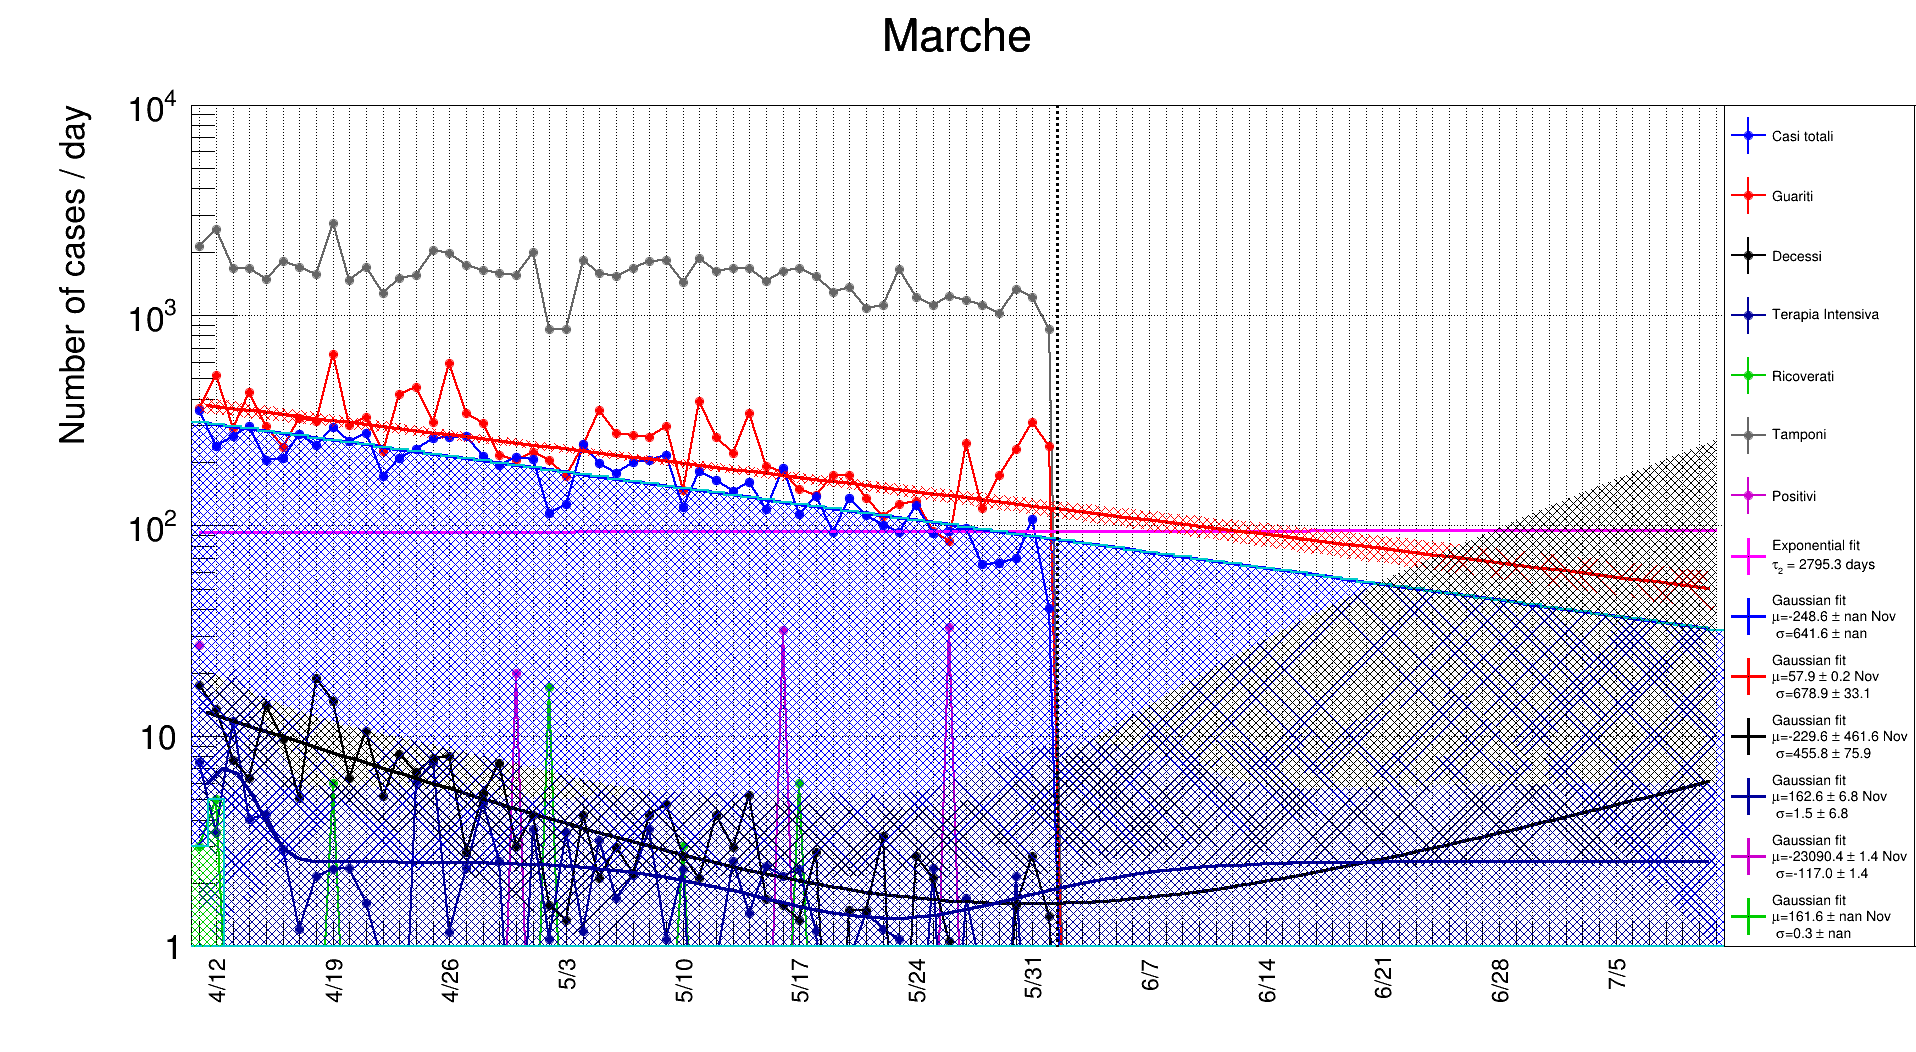 Marche
Number of cases / day
10^4
10^3
10^2
10
1
4/12
4/19
4/26
5/3
5/10
5/17
5/24
5/31
6/7
6/14
6/21
6/28
7/5
Casi totali
Guariti
Decessi
Terapia Intensiva
Ricoverati
Tamponi
Positivi
Exponential fit
τ₂ = 2795.3 days
Gaussian fit
μ=-248.6 ± nan Nov
σ=641.6 ± nan
Gaussian fit
μ=57.9 ± 0.2 Nov
σ=678.9 ± 33.1
Gaussian fit
μ=-229.6 ± 461.6 Nov
σ=455.8 ± 75.9
Gaussian fit
μ=162.6 ± 6.8 Nov
σ=1.5 ± 6.8
Gaussian fit
μ=-23090.4 ± 1.4 Nov
σ=-117.0 ± 1.4
Gaussian fit
μ=161.6 ± nan Nov
σ=0.3 ± nan